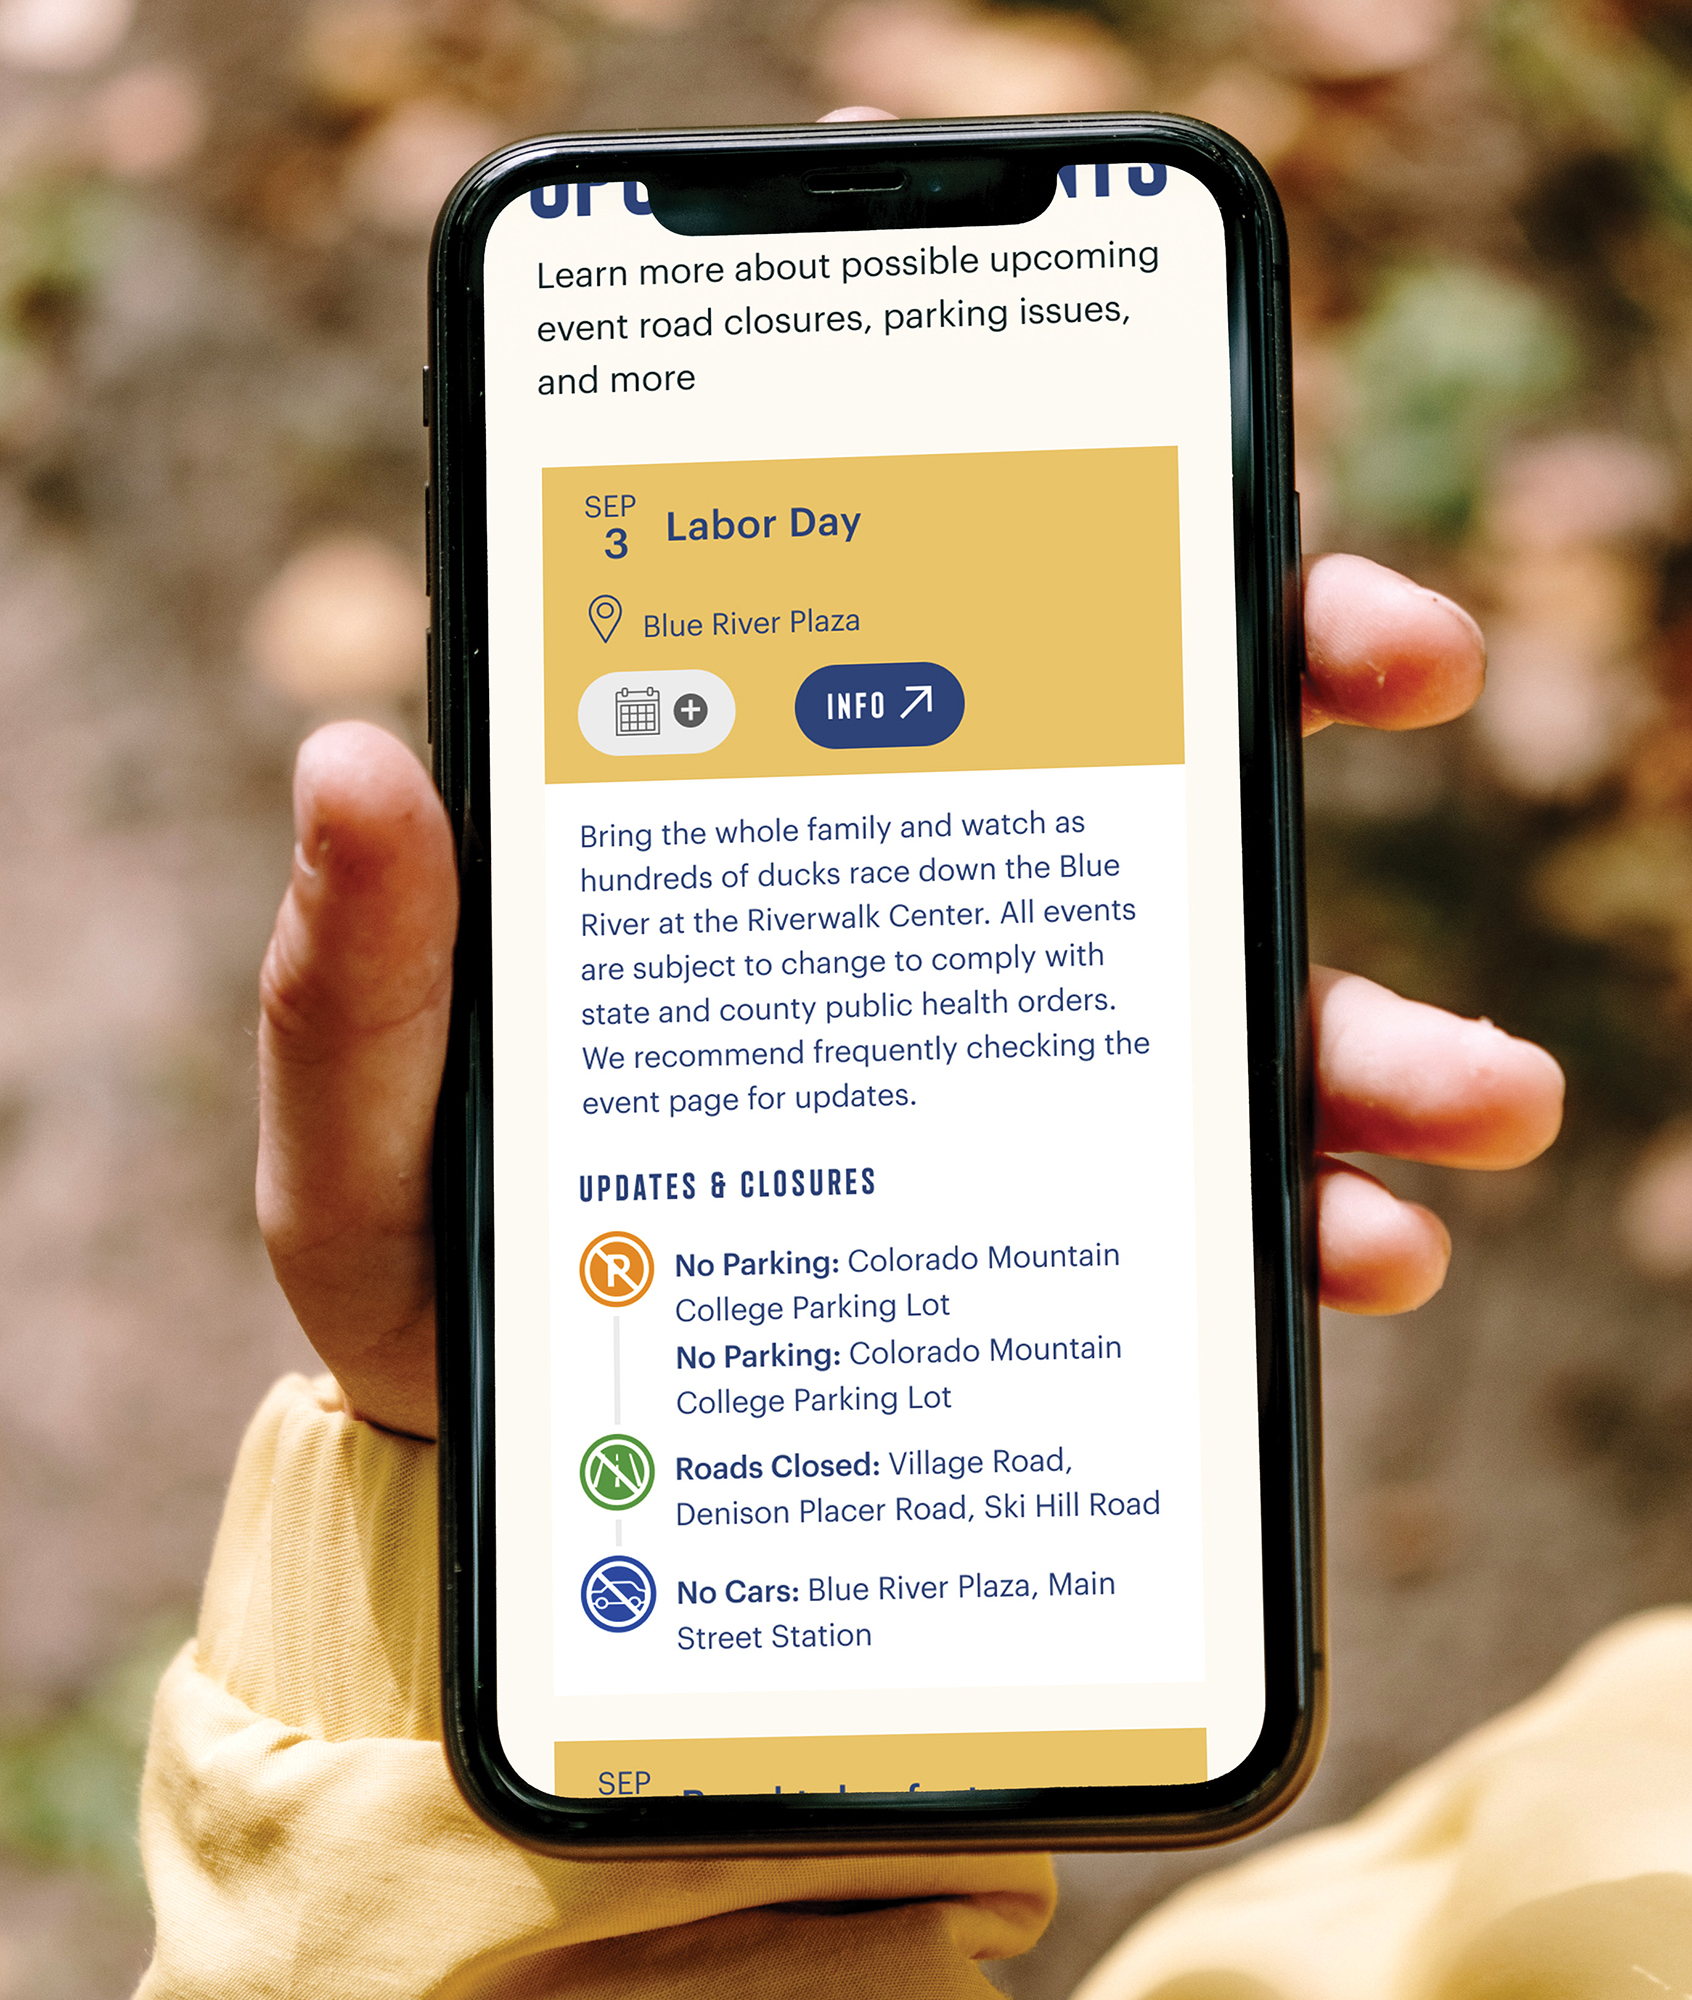 Learn more about possible upcoming
event road closures, parking issues,
and more
SEP
3
Labor Day
Blue River Plaza
INFO
Bring the whole family and watch as
hundreds of ducks race down the Blue
River at the Riverwalk Center. All events
are subject to change to comply with
state and county public health orders.
We recommend frequently checking the
event page for updates.
UPDATES & CLOSURES
No Parking: Colorado Mountain
College Parking Lot
No Parking: Colorado Mountain
College Parking Lot
Roads Closed: Village Road,
Denison Placer Road, Ski Hill Road
No Cars: Blue River Plaza, Main
Street Station
SEP